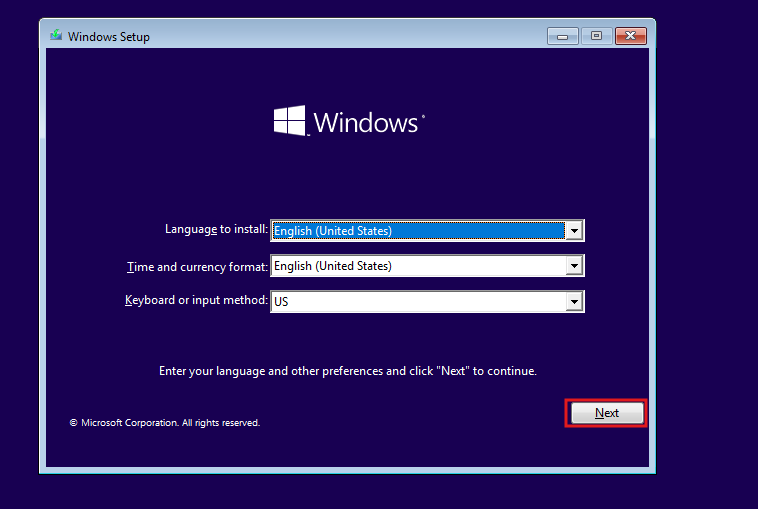 Windows Setup
Windows
Language to install: English (United States)
Time and currency format: English (United States)
Keyboard or input method: US
Enter your language and other preferences and click "Next" to continue.
Next
© Microsoft Corporation. All rights reserved.